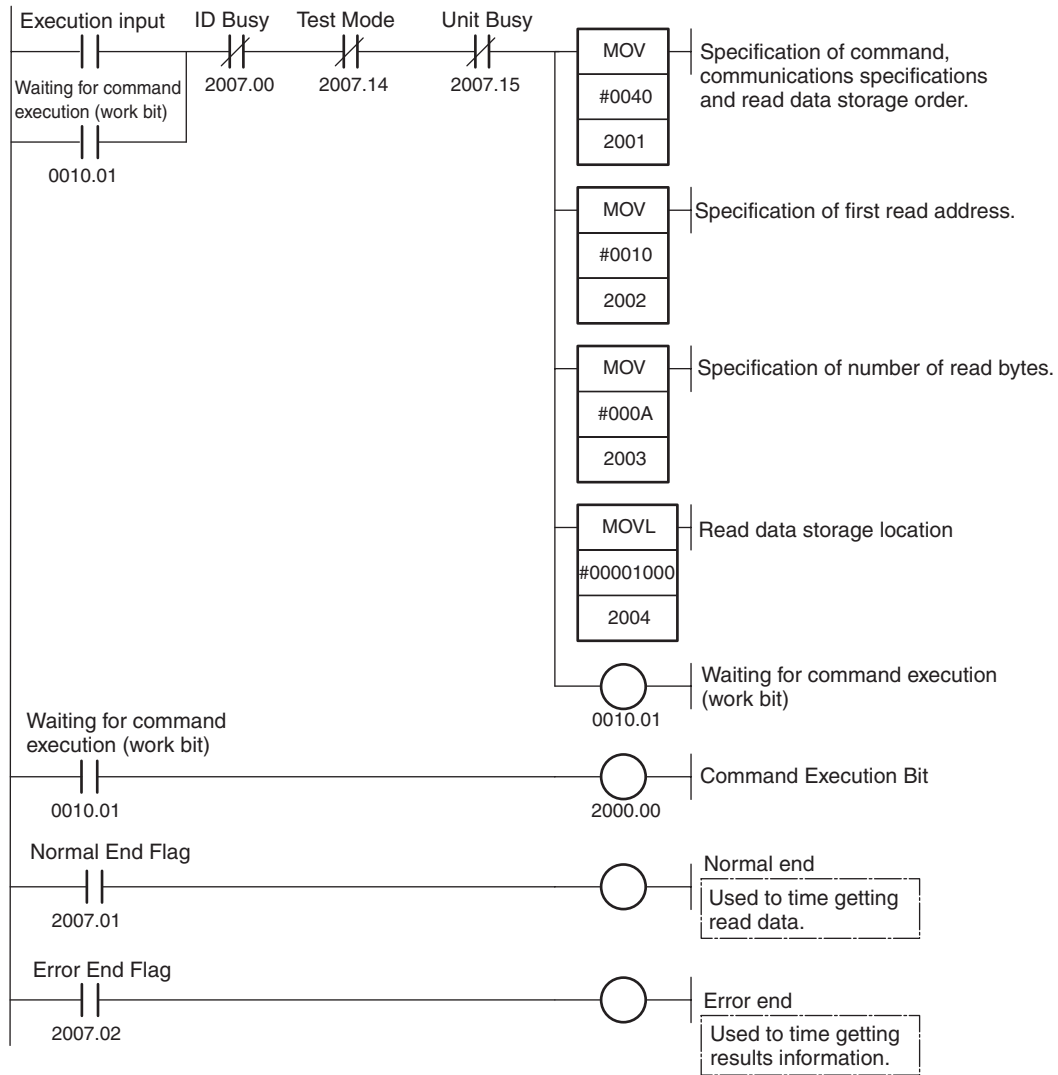 Execution input
ID Busy
Test Mode
Unit Busy
MOV
Specification of command,
communications specifications
and read data storage order.
Waiting for command
execution (work bit)
2007.00
2007.14
2007.15
#0040
2001
0010.01
MOV
Specification of first read address.
#0010
2002
MOV
Specification of number of read bytes.
#000A
2003
MOVL
Read data storage location
#00001000
2004
Waiting for command execution
(work bit)
0010.01
Waiting for command
execution (work bit)
Command Execution Bit
0010.01
2000.00
Normal End Flag
Normal end
2007.01
Used to time getting
read data.
Error End Flag
Error end
2007.02
Used to time getting
results information.